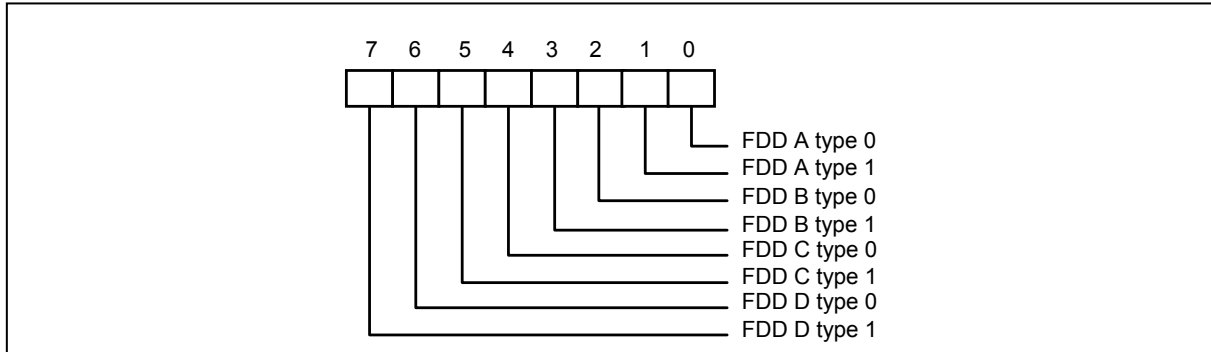 7 6 5 4 3 2 1 0
FDD A type 0
FDD A type 1
FDD B type 0
FDD B type 1
FDD C type 0
FDD C type 1
FDD D type 0
FDD D type 1